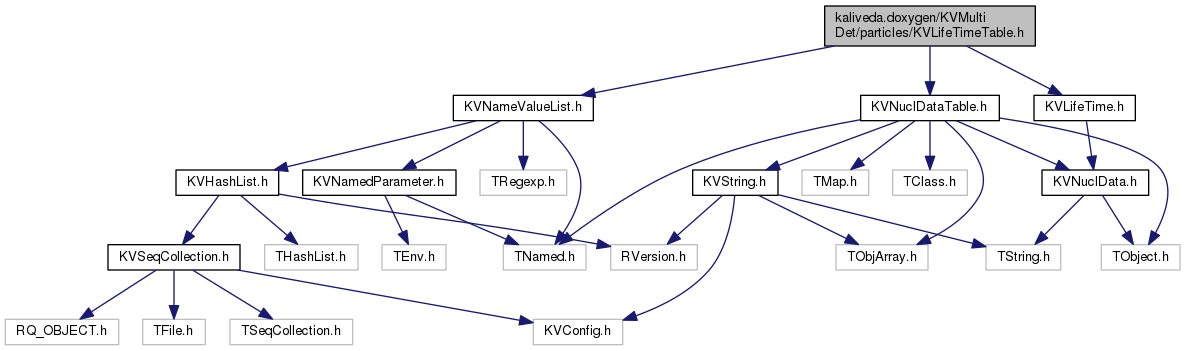 kaliveda.doxygen/KVMulti
Det/particles/KVLifeTimeTable.h
KVNameValueList.h
KVNuclDataTable.h
KVLifeTime.h
KVHashList.h
KVNamedParameter.h
TRegexp.h
KVString.h
TMap.h
TClass.h
KVNuclData.h
KVSeqCollection.h
THashList.h
TEnv.h
TNamed.h
RVersion.h
TObjArray.h
TString.h
TObject.h
RQ_OBJECT.h
TFile.h
TSeqCollection.h
KVConfig.h